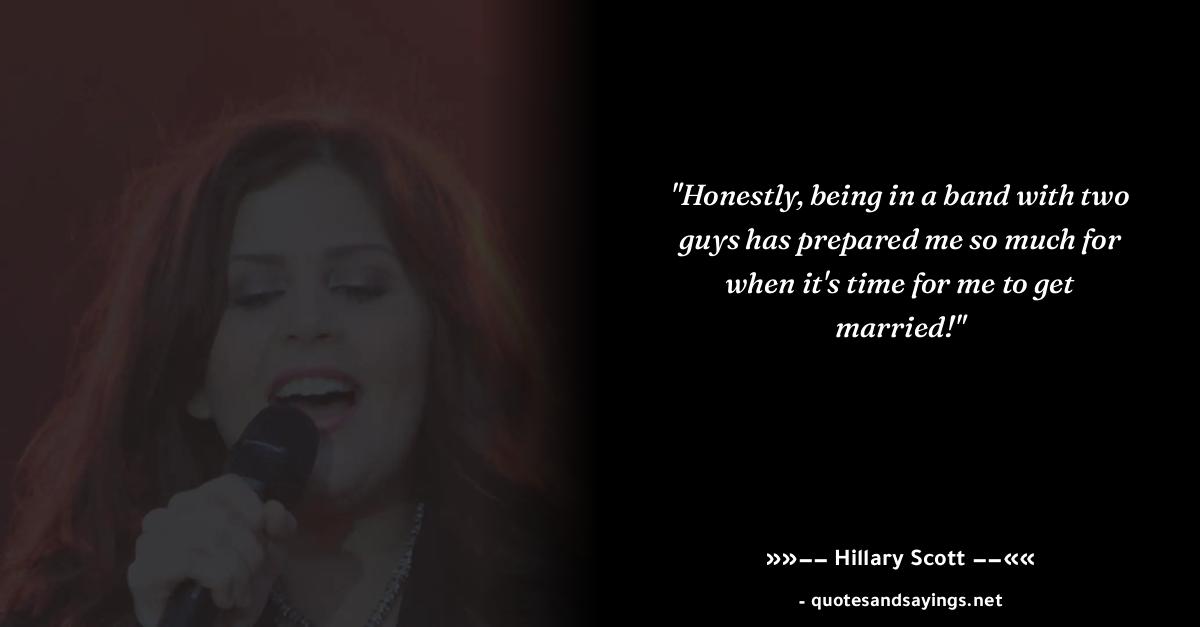 "Honestly, being in a band with two
guys has prepared me so much for
when it's time for me to get
married!"
»»−− Hillary Scott −−««
- quotesandsayings.net